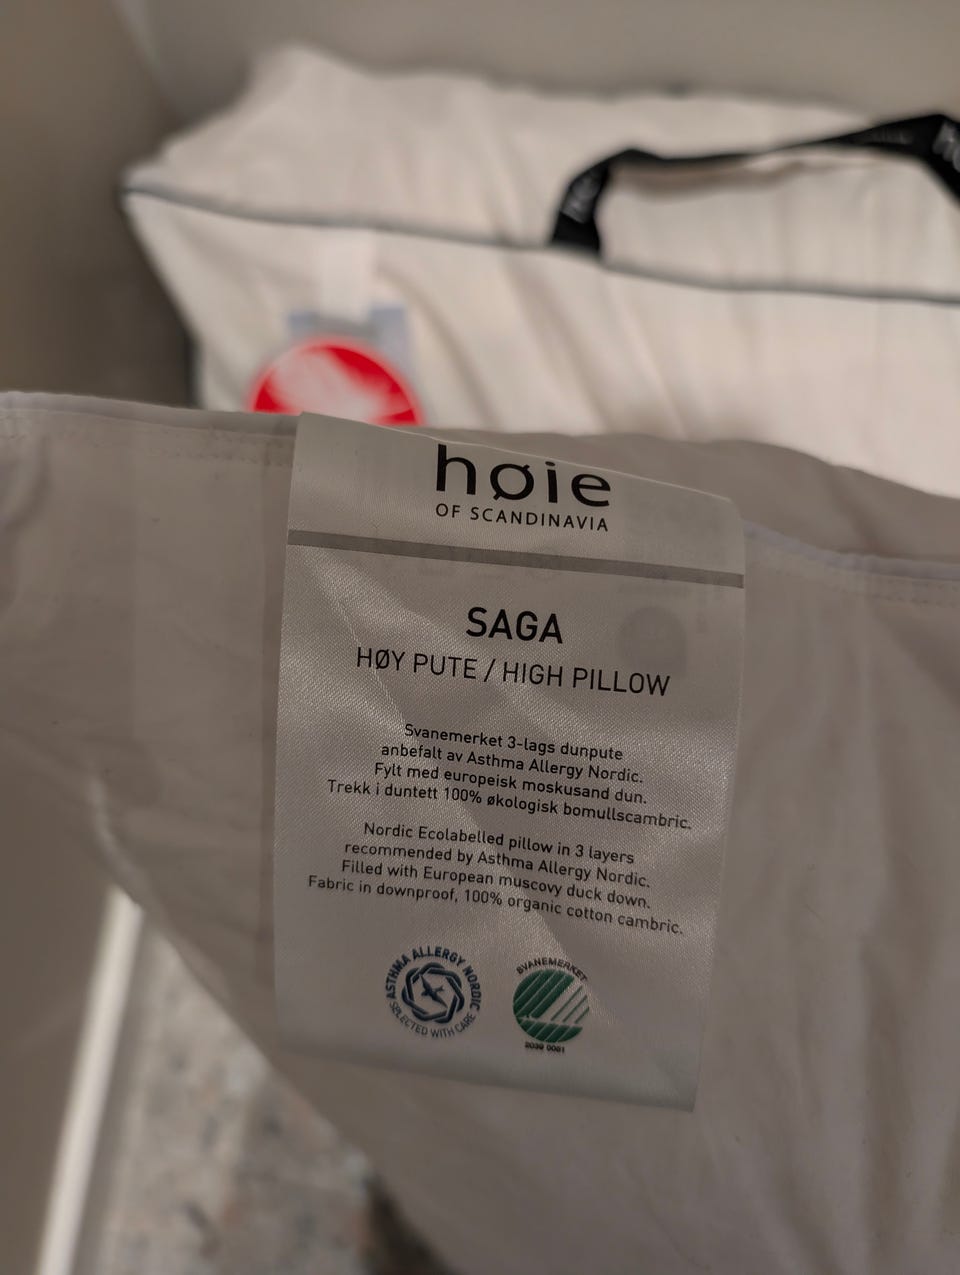 høie
OF SCANDINAVIA
SAGA
HØY PUTE / HIGH PILLOW
Svanemerket 3-lags dunpute
anbefalt av Asthma Allergy Nordic.
Fylt med europeisk moskusand dun.
Trekk i duntett 100% økologisk bomullscambric.
Nordic Ecolabelled pillow in 3 layers
recommended by Asthma Allergy Nordic.
Filled with European muscovy duck down.
Fabric in downproof, 100% organic cotton cambric.
ASTHMA ALLERGY NORDIC
SELECTED WITH CARE
SVANEMERKET
2039 0001